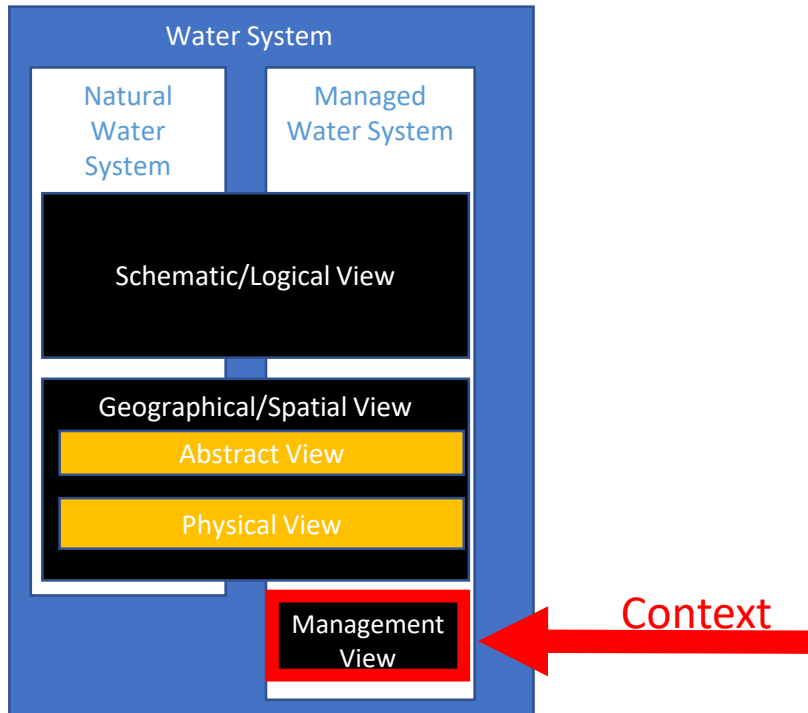 Water System
Natural
Water
System
Managed
Water System
Schematic/Logical View
Geographical/Spatial View
Abstract View
Physical View
Management
View
Context